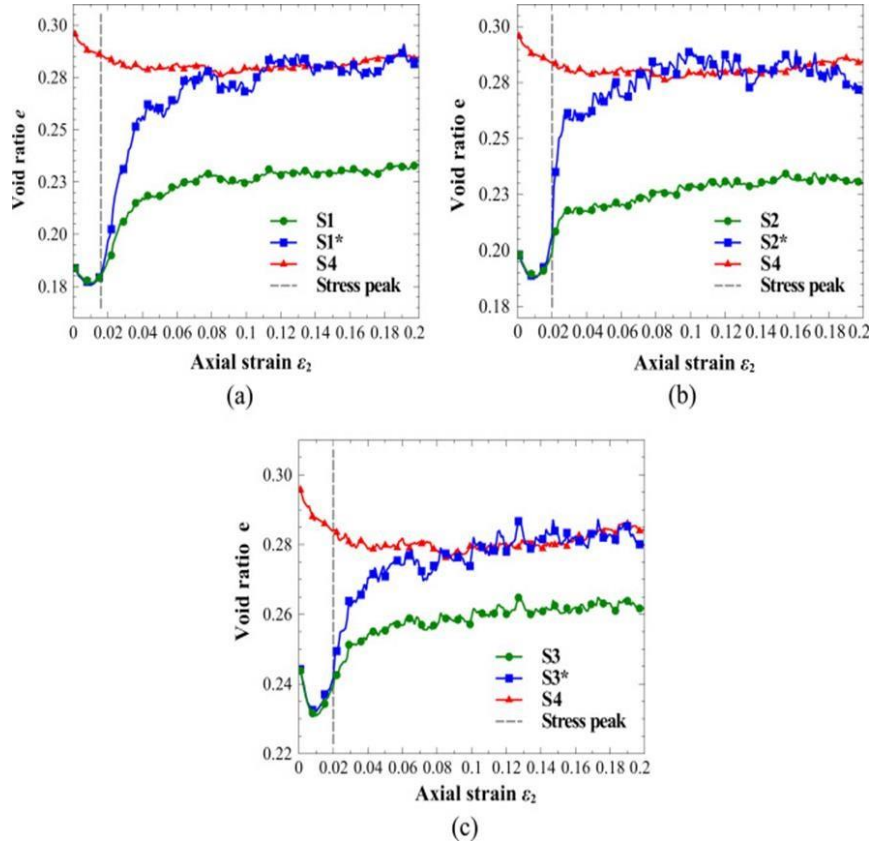 0.30
0.28
0.25
0.23
0.20
0.18
Void ratio e
S1
S1*
S4
Stress peak
0 0.02 0.04 0.06 0.08 0.1 0.12 0.14 0.16 0.18 0.2
Axial strain ε2
(a)
0.30
0.28
0.25
0.23
0.20
0.18
Void ratio e
S2
S2*
S4
Stress peak
0 0.02 0.04 0.06 0.08 0.1 0.12 0.14 0.16 0.18 0.2
Axial strain ε2
(b)
0.30
0.28
0.26
0.24
0.22
Void ratio e
S3
S3*
S4
Stress peak
0 0.02 0.04 0.06 0.08 0.1 0.12 0.14 0.16 0.18 0.2
Axial strain ε2
(c)